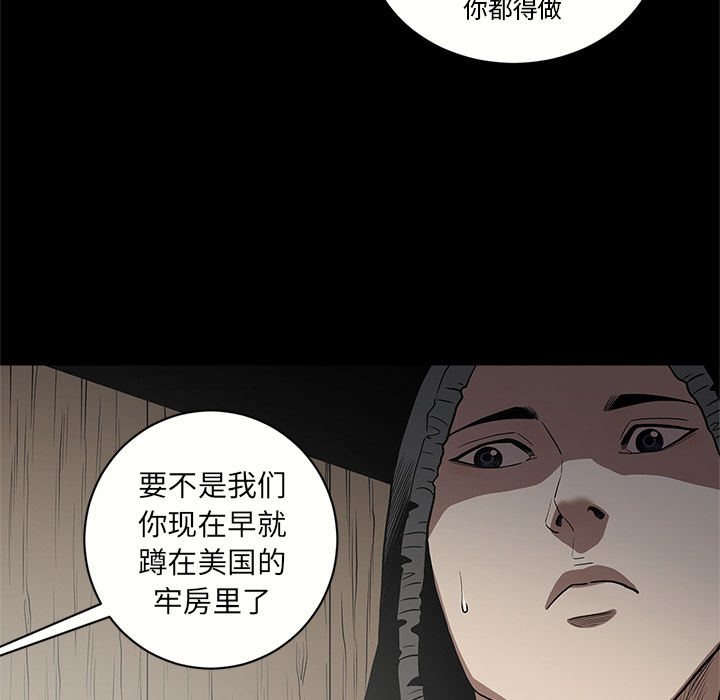 你都得做
要不是我们
你现在早就
蹲在美国的
牢房里了